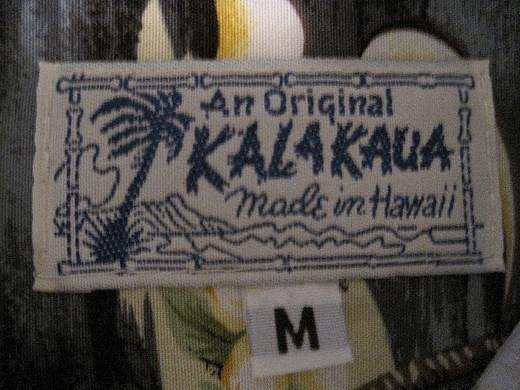 An Original
KALAKAUA
Made in Hawaii
M